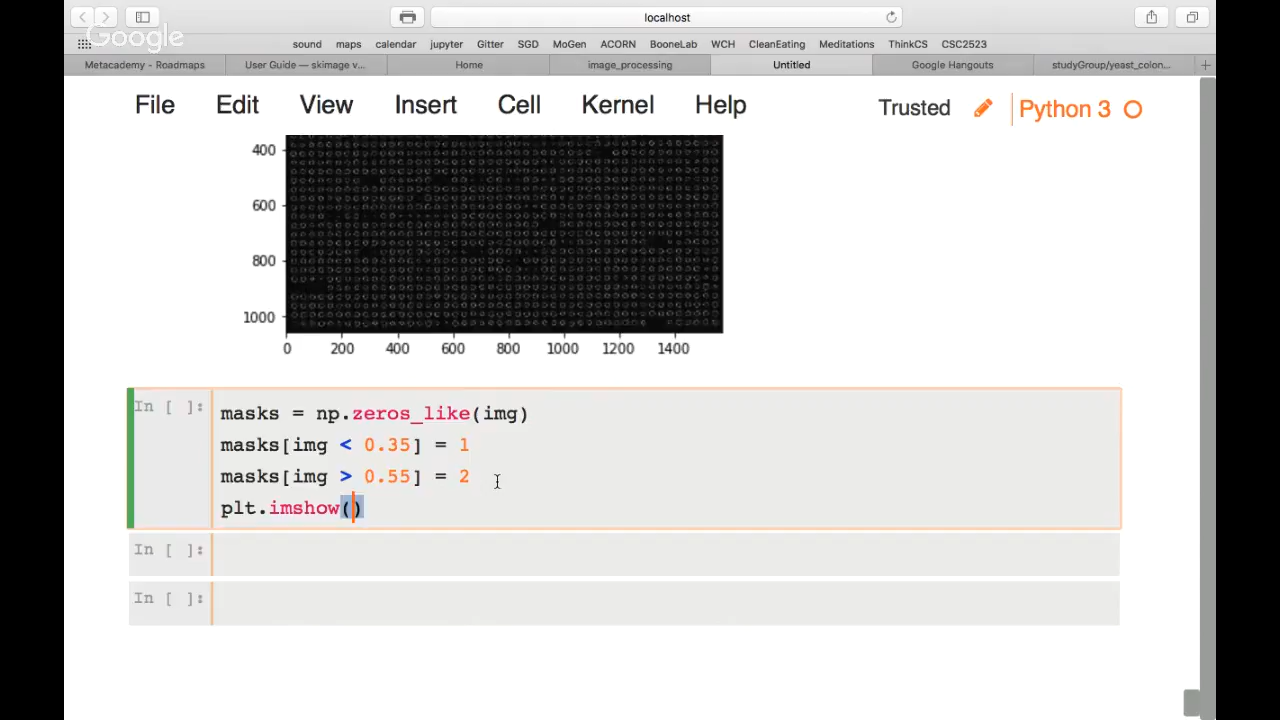 localhost
Google
sound maps calendar jupyter Gitter SGD MoGen ACORN BooneLab WCH CleanEating Meditations ThinkCS CSC2523
Metacademy - Roadmaps User Guide — skimage v... Home image_processing Untitled Google Hangouts studyGroup/yeast_colon...
File Edit View Insert Cell Kernel Help Trusted Python 3
400
600
800
1000
0 200 400 600 800 1000 1200 1400
In [ ]: masks = np.zeros_like(img)
masks[img < 0.35] = 1
masks[img > 0.55] = 2
plt.imshow()
In [ ]:
In [ ]: